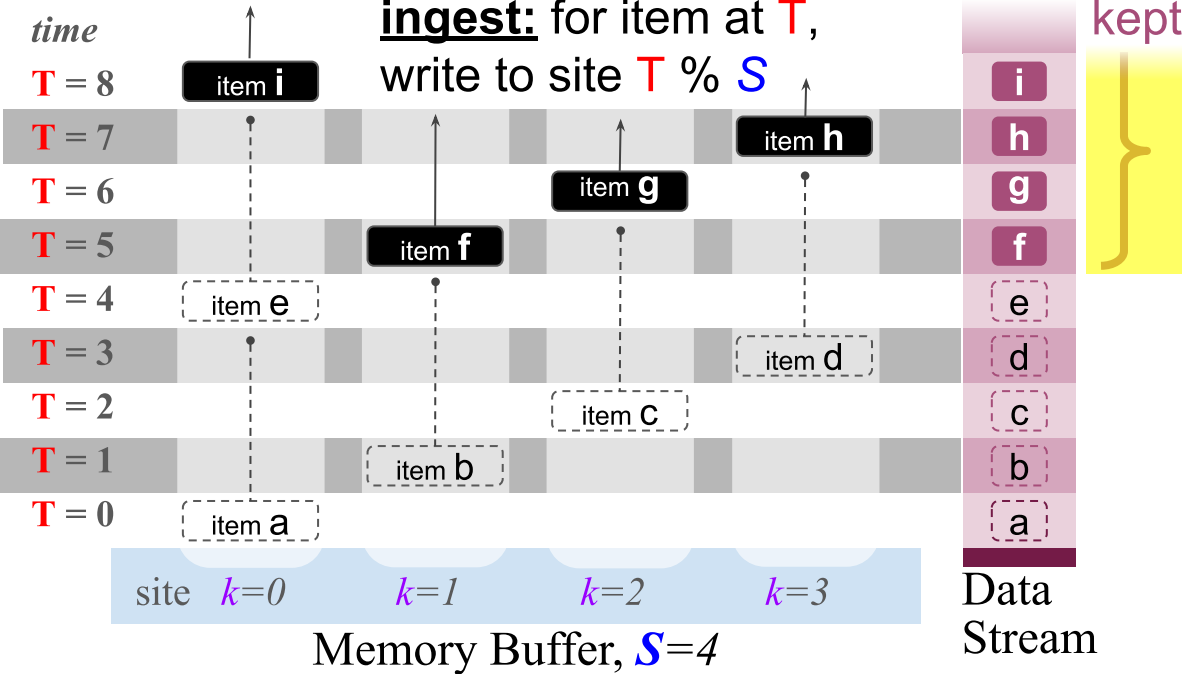 time
ingest: for item at T,
write to site T % S
kept
T = 8
item i
i
T = 7
item h
h
T = 6
item g
g
T = 5
item f
f
T = 4
item e
e
T = 3
item d
d
T = 2
item c
c
T = 1
item b
b
T = 0
item a
a
site k=0 k=1 k=2 k=3
Memory Buffer, S=4
Data
Stream